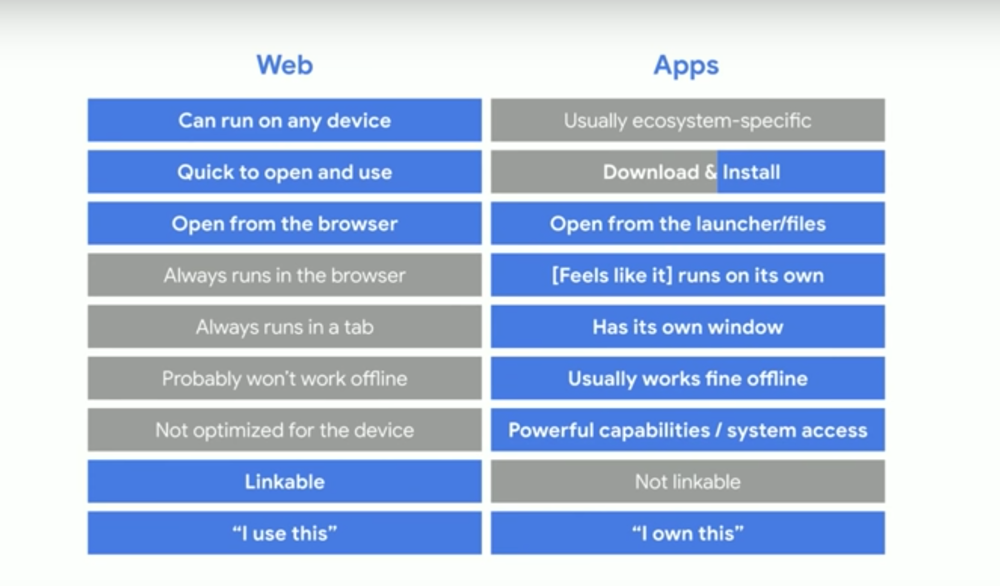 Web Apps
Can run on any device Usually ecosystem-specific
Quick to open and use Download & Install
Open from the browser Open from the launcher/files
Always runs in the browser [Feels like it] runs on its own
Always runs in a tab Has its own window
Probably won't work offline Usually works fine offline
Not optimized for the device Powerful capabilities / system access
Linkable Not linkable
“I use this” “I own this”